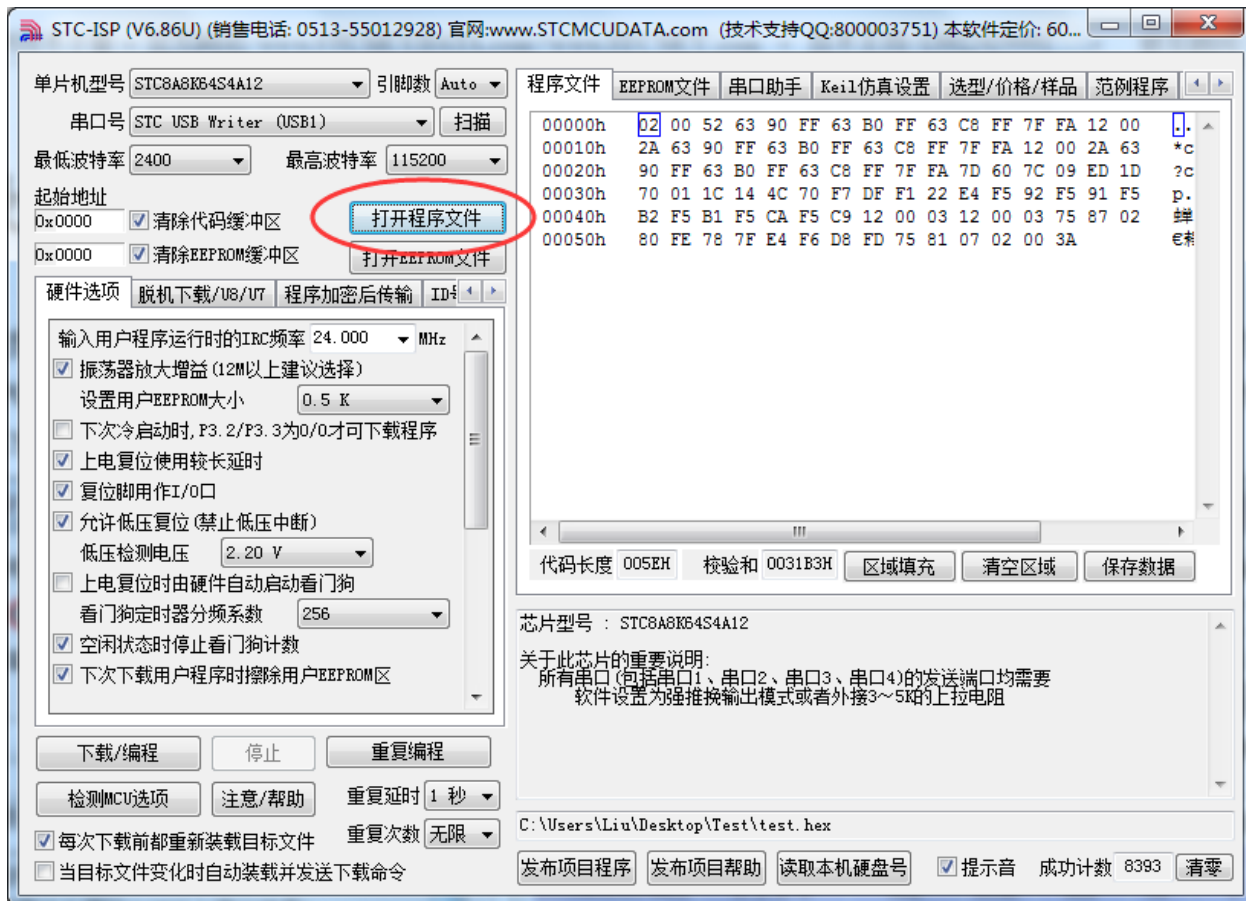 STC-ISP (V6.86U) (销售电话: 0513-55012928) 官网:www.STCMCUDATA.com (技术支持QQ:800003751) 本软件定价: 60...
单片机型号 STC8A8K64S4A12 引脚数 Auto
串口号 STC USB Writer (USB1) 扫描
最低波特率 2400 最高波特率 115200
起始地址
0x0000 清除代码缓冲区 打开程序文件
0x0000 清除EEPROM缓冲区 打开EEPROM文件
硬件选项 脱机下载/U8/U7 程序加密后传输
输入用户程序运行时的IRC频率 24.000 MHz
振荡器放大增益(12M以上建议选择)
设置用户EEPROM大小 0.5 K
下次冷启动时,P3.2/P3.3为0/0才可下载程序
上电复位使用较长延时
复位脚用作I/O口
允许低压复位(禁止低压中断)
低压检测电压 2.20 V
上电复位时由硬件自动启动看门狗
看门狗定时器分频系数 256
空闲状态时停止看门狗计数
下次下载用户程序时擦除用户EEPROM区
下载/编程 停止 重复编程
检测MCU选项 注意/帮助 重复延时 1 秒
每次下载前都重新装载目标文件 重复次数 无限
当目标文件变化时自动装载并发送下载命令
程序文件 EEPROM文件 串口助手 Keil仿真设置 选型/价格/样品 范例程序
00000h 02 00 52 63 90 FF 63 B0 FF 63 C8 FF 7F FA 12 00 ..
00010h 2A 63 90 FF 63 B0 FF 63 C8 FF 7F FA 12 00 2A 63 *c
00020h 90 FF 63 B0 FF 63 C8 FF 7F FA 7D 60 7C 09 ED 1D ?c
00030h 70 01 1C 14 4C 70 F7 DF F1 22 E4 F5 92 F5 91 F5 p.
00040h B2 F5 B1 F5 CA F5 C9 12 00 03 12 00 03 75 87 02 蝉
00050h 80 FE 78 7F E4 F6 D8 FD 75 81 07 02 00 3A
代码长度 005EH 校验和 0031B3H 区域填充 清空区域 保存数据
芯片型号 : STC8A8K64S4A12
关于此芯片的重要说明:
所有串口(包括串口1、串口2、串口3、串口4)的发送端口均需要
软件设置为强推挽输出模式或者外接3~5K的上拉电阻
C:\Users\Liu\Desktop\Test\test.hex
发布项目程序 发布项目帮助 读取本机硬盘号 提示音 成功计数 8393 清零